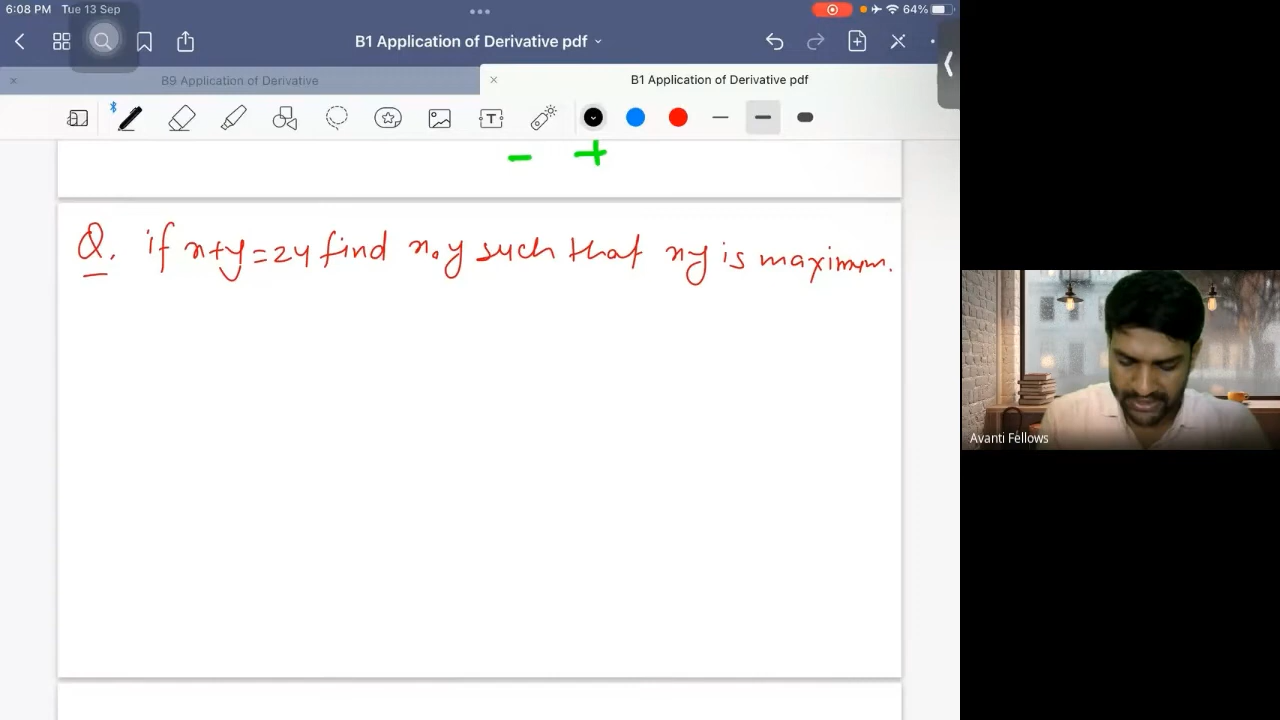 6:08 PM Tue 13 Sep
64%
B1 Application of Derivative pdf
B9 Application of Derivative
B1 Application of Derivative pdf
T
- +
Q. if x+y=24 find x,y such that xy is maximum.
Avanti Fellows